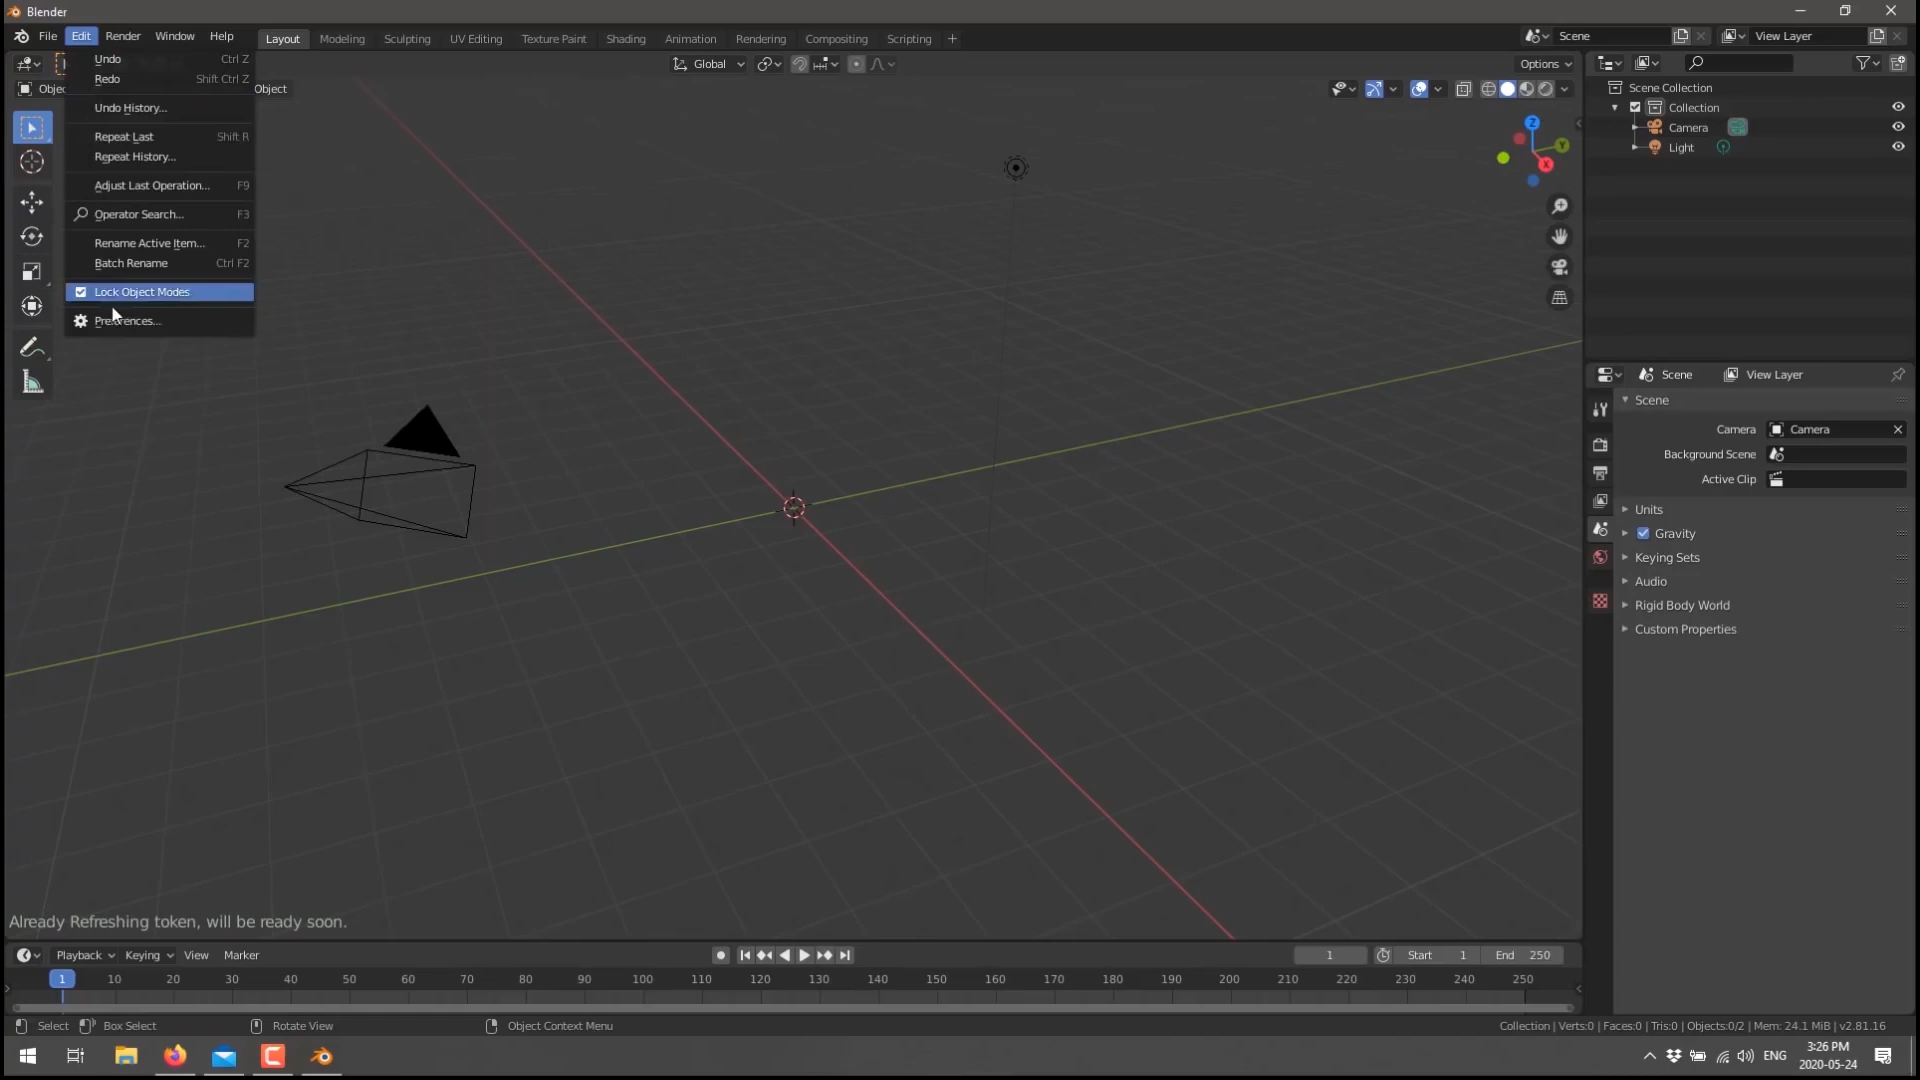 Blender
File Edit Render Window Help Layout Modeling Sculpting UV Editing Texture Paint Shading Animation Rendering Compositing Scripting + Scene View Layer
Global Options
Object
Undo Ctrl Z
Redo Shift Ctrl Z
Undo History...
Repeat Last Shift R
Repeat History...
Adjust Last Operation... F9
Operator Search... F3
Rename Active Item... F2
Batch Rename Ctrl F2
Lock Object Modes
Preferences...
Z
Y
X
Scene Collection
Collection
Camera
Light
Scene View Layer
Scene
Camera Camera
Background Scene
Active Clip
Units
Gravity
Keying Sets
Audio
Rigid Body World
Custom Properties
Already Refreshing token, will be ready soon.
Playback Keying View Marker 1 Start 1 End 250
1 10 20 30 40 50 60 70 80 90 100 110 120 130 140 150 160 170 180 190 200 210 220 230 240 250
Select Box Select Rotate View Object Context Menu Collection | Verts:0 | Faces:0 | Tris:0 | Objects:0/2 | Mem: 24.1 MiB | v2.81.16
ENG 3:26 PM
2020-05-24